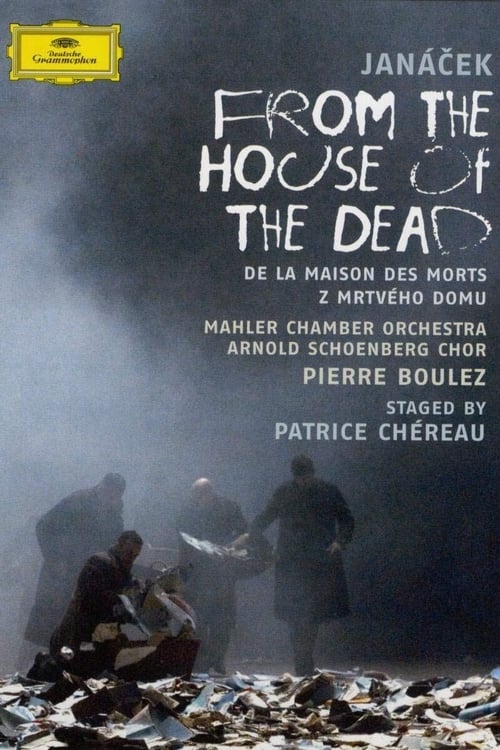 Deutsche
Grammophon
JANÁČEK
FROM THE
HOUSE OF
THE DEAD
DE LA MAISON DES MORTS
Z MRTVÉHO DOMU
MAHLER CHAMBER ORCHESTRA
ARNOLD SCHOENBERG CHOR
PIERRE BOULEZ
STAGED BY
PATRICE CHÉREAU